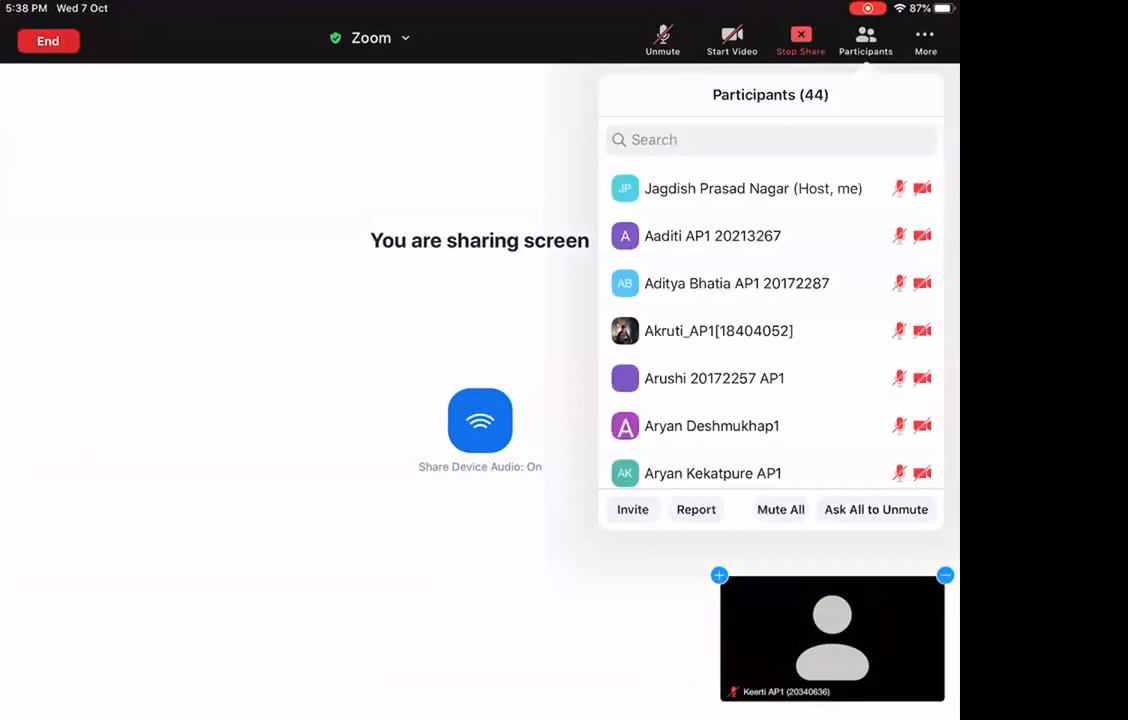 5:38 PM Wed 7 Oct
87%
End
Zoom
Unmute
Start Video
Stop Share
Participants
More
Participants (44)
Search
JP Jagdish Prasad Nagar (Host, me)
A Aaditi AP1 20213267
AB Aditya Bhatia AP1 20172287
Akruti_AP1[18404052]
Arushi 20172257 AP1
A Aryan Deshmukhap1
AK Aryan Kekatpure AP1
Invite
Report
Mute All
Ask All to Unmute
You are sharing screen
Share Device Audio: On
Keerti AP1 (20340636)